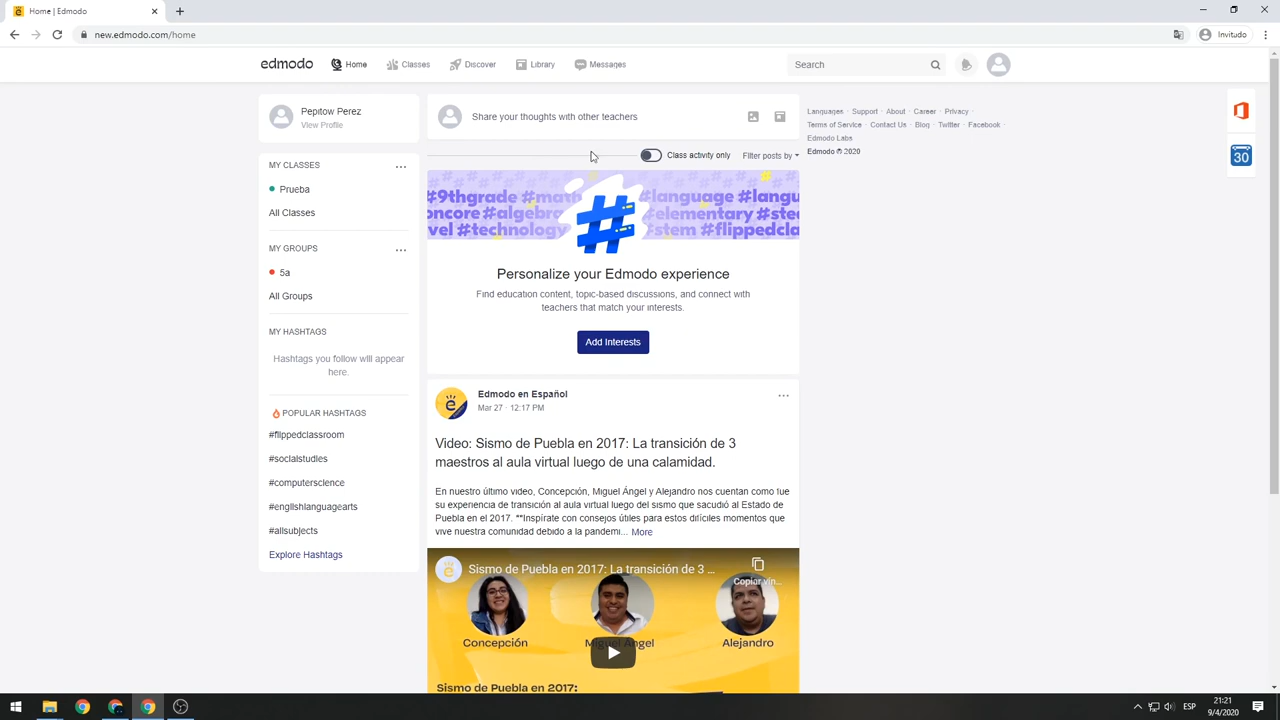 Home | Edmodo
new.edmodo.com/home
Invitado
edmodo
Home
Classes
Discover
Library
Messages
Search
Pepitow Perez
View Profile
MY CLASSES
Prueba
All Classes
MY GROUPS
5a
All Groups
MY HASHTAGS
Hashtags you follow will appear
here.
POPULAR HASHTAGS
#flippedclassroom
#socialstudies
#computerscience
#englishlanguagearts
#allsubjects
Explore Hashtags
Share your thoughts with other teachers
Class activity only
Filter posts by
#9thgrade #math #language #langu
oncore #algebra #elementary #ste
vel #technology #stem #flippedcla
#
Personalize your Edmodo experience
Find education content, topic-based discussions, and connect with
teachers that match your interests.
Add Interests
Edmodo en Español
Mar 27 · 12:17 PM
Video: Sismo de Puebla en 2017: La transición de 3
maestros al aula virtual luego de una calamidad.
En nuestro último video, Concepción, Miguel Ángel y Alejandro nos cuentan como fue
su experiencia de transición al aula virtual luego del sismo que sacudió al Estado de
Puebla en el 2017. **Inspírate con consejos útiles para estos difíciles momentos que
vive nuestra comunidad debido a la pandemi... More
Sismo de Puebla en 2017: La transición de 3 ...
Copiar vín...
Concepción
Miguel Ángel
Alejandro
Sismo de Puebla en 2017:
Languages · Support · About · Career · Privacy ·
Terms of Service · Contact Us · Blog · Twitter · Facebook ·
Edmodo Labs
Edmodo © 2020
30
ESP
21:21
9/4/2020